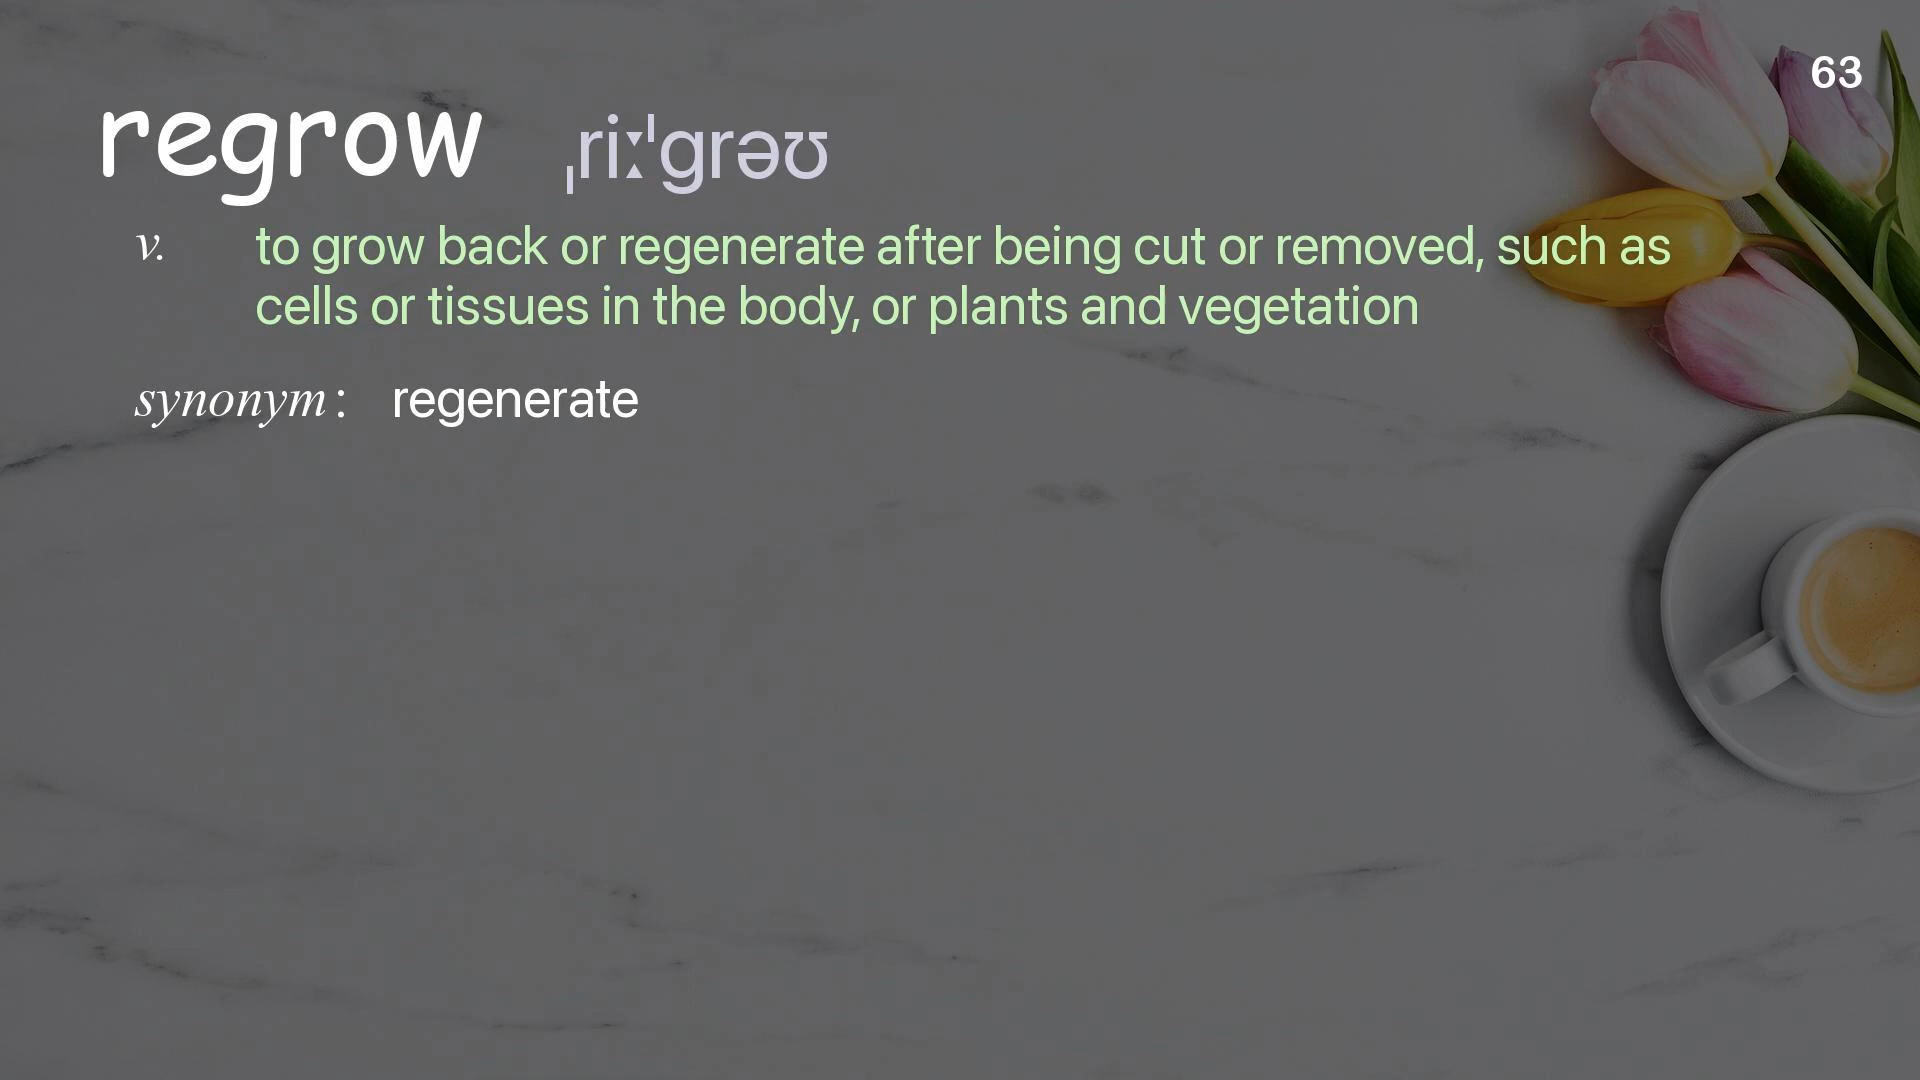 63
regrow ˌriːˈgrəʊ
v. to grow back or regenerate after being cut or removed, such as
cells or tissues in the body, or plants and vegetation
synonym: regenerate